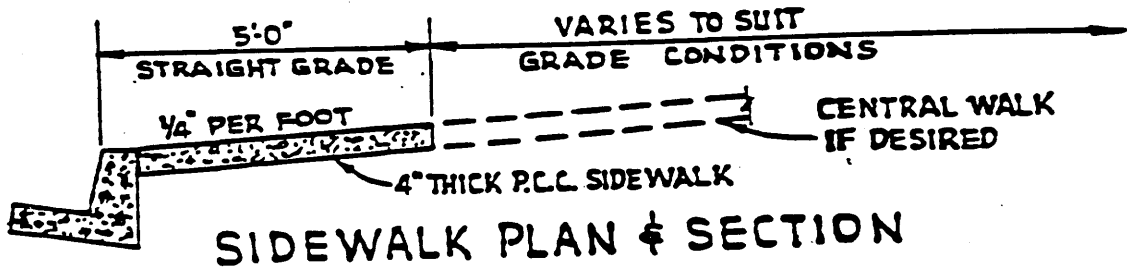 5'-0"
STRAIGHT GRADE
VARIES TO SUIT
GRADE CONDITIONS
1/4" PER FOOT
CENTRAL WALK
IF DESIRED
4" THICK P.C.C. SIDEWALK
SIDEWALK PLAN & SECTION